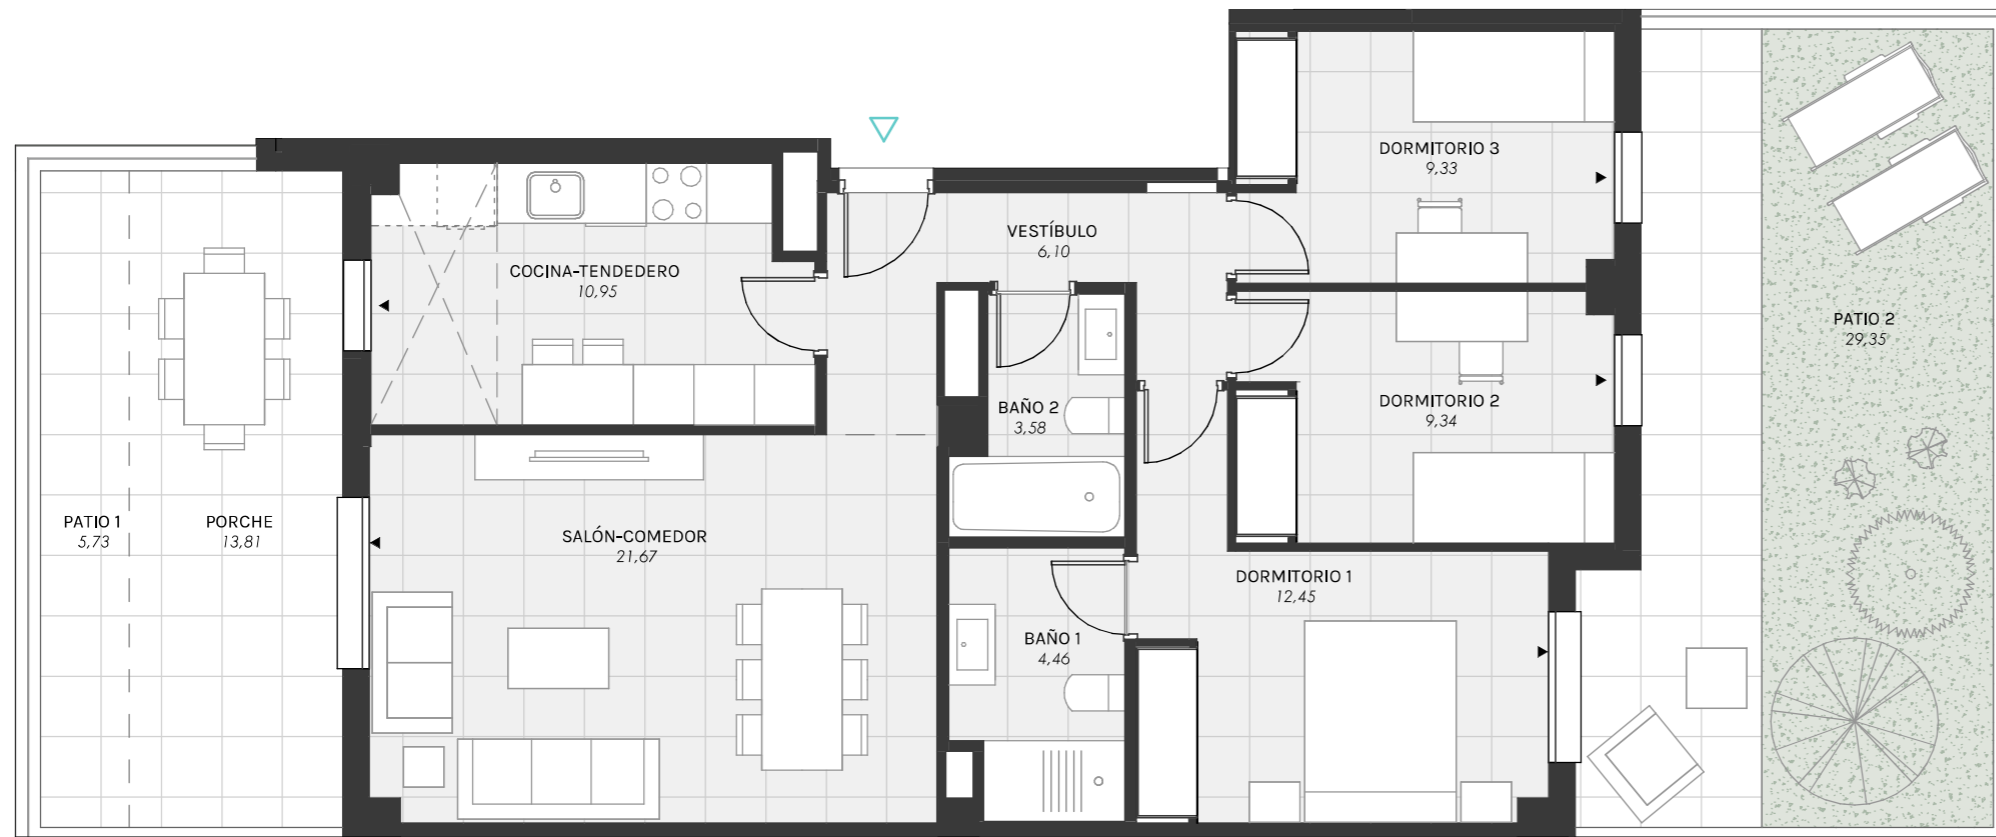 DORMITORIO 3
9,33
VESTÍBULO
6,10
COCINA-TENDEDERO
10,95
PATIO 2
29,35
DORMITORIO 2
9,34
BAÑO 2
3,58
PATIO 1
5,73
PORCHE
13,81
SALÓN-COMEDOR
21,67
DORMITORIO 1
12,45
BAÑO 1
4,46